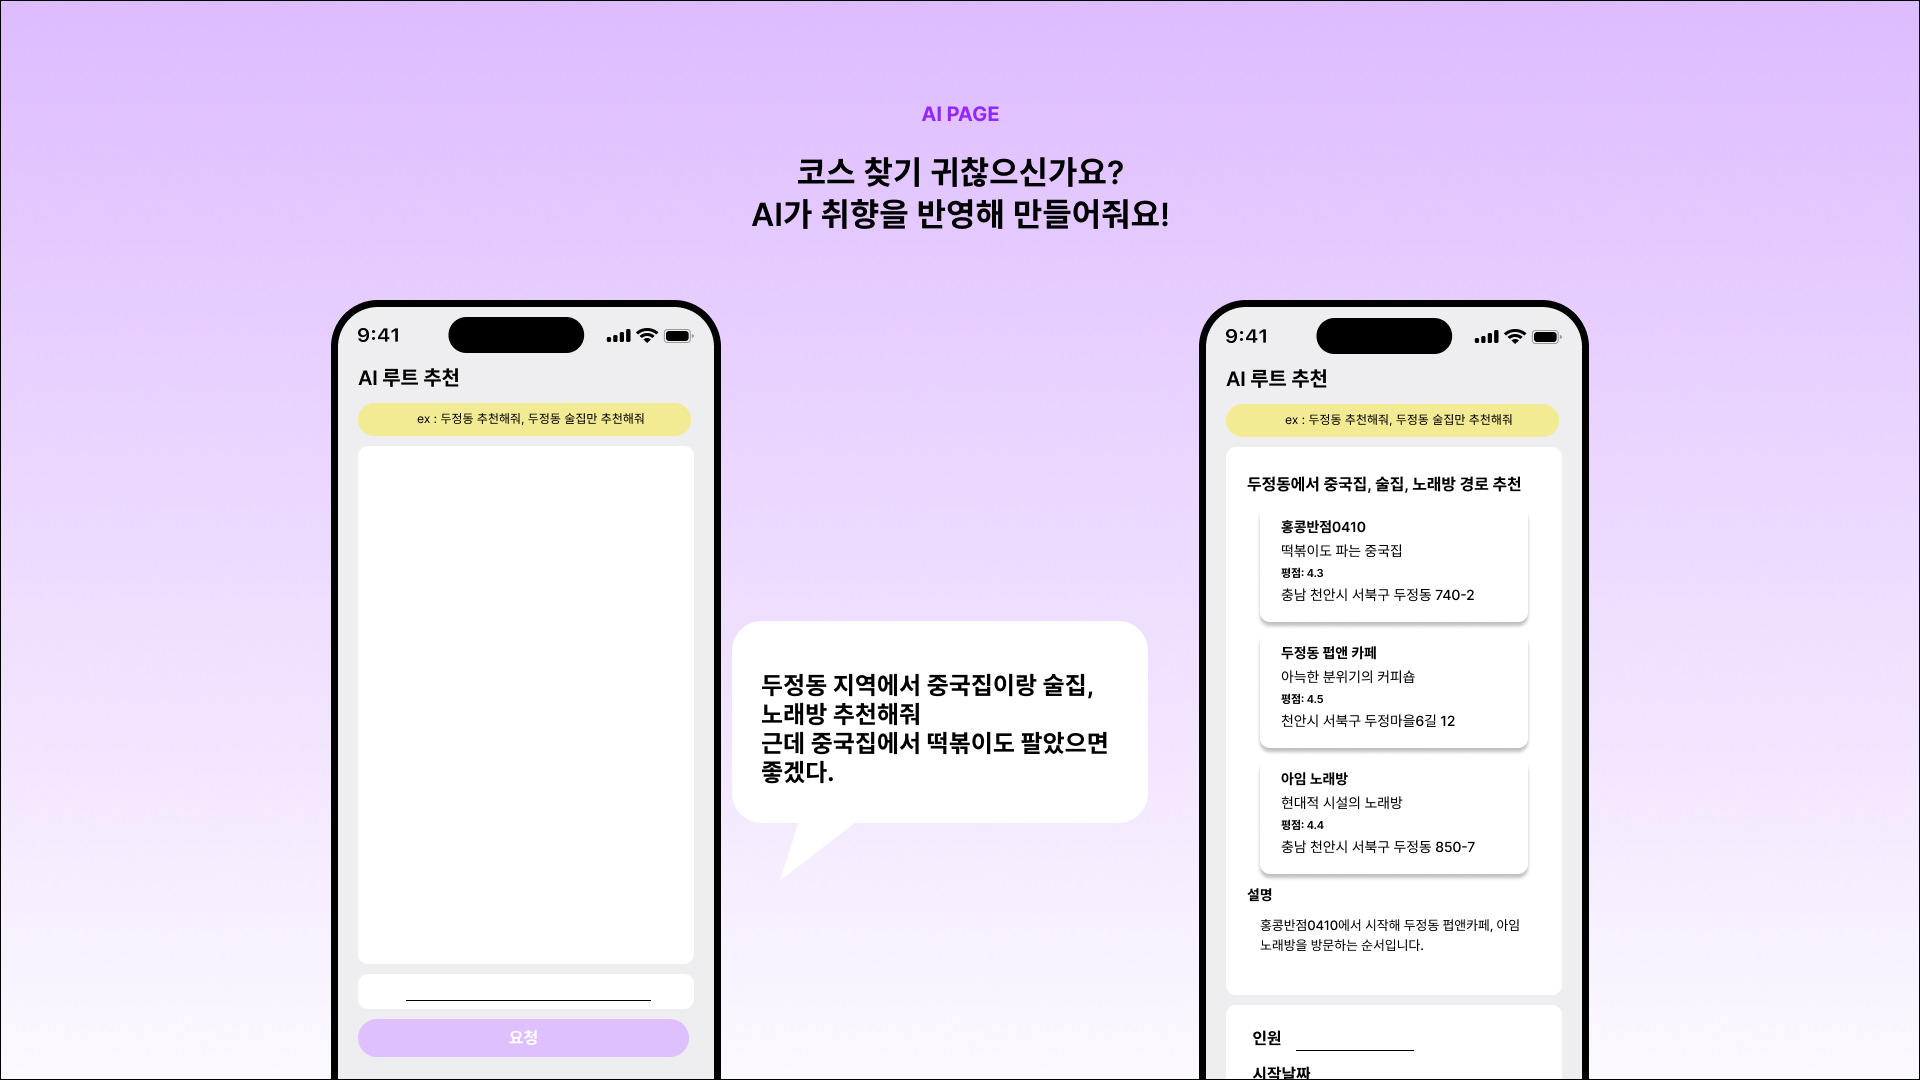 AI PAGE
코스 찾기 귀찮으신가요?
AI가 취향을 반영해 만들어줘요!
9:41
AI 루트 추천
ex : 두정동 추천해줘, 두정동 술집만 추천해줘
요청
두정동 지역에서 중국집이랑 술집,
노래방 추천해줘
근데 중국집에서 떡볶이도 팔았으면
좋겠다.
9:41
AI 루트 추천
ex : 두정동 추천해줘, 두정동 술집만 추천해줘
두정동에서 중국집, 술집, 노래방 경로 추천
홍콩반점0410
떡볶이도 파는 중국집
평점: 4.3
충남 천안시 서북구 두정동 740-2
두정동 펍앤 카페
아늑한 분위기의 커피숍
평점: 4.5
천안시 서북구 두정마을6길 12
아임 노래방
현대적 시설의 노래방
평점: 4.4
충남 천안시 서북구 두정동 850-7
설명
홍콩반점0410에서 시작해 두정동 펍앤카페, 아임
노래방을 방문하는 순서입니다.
인원
시작날짜